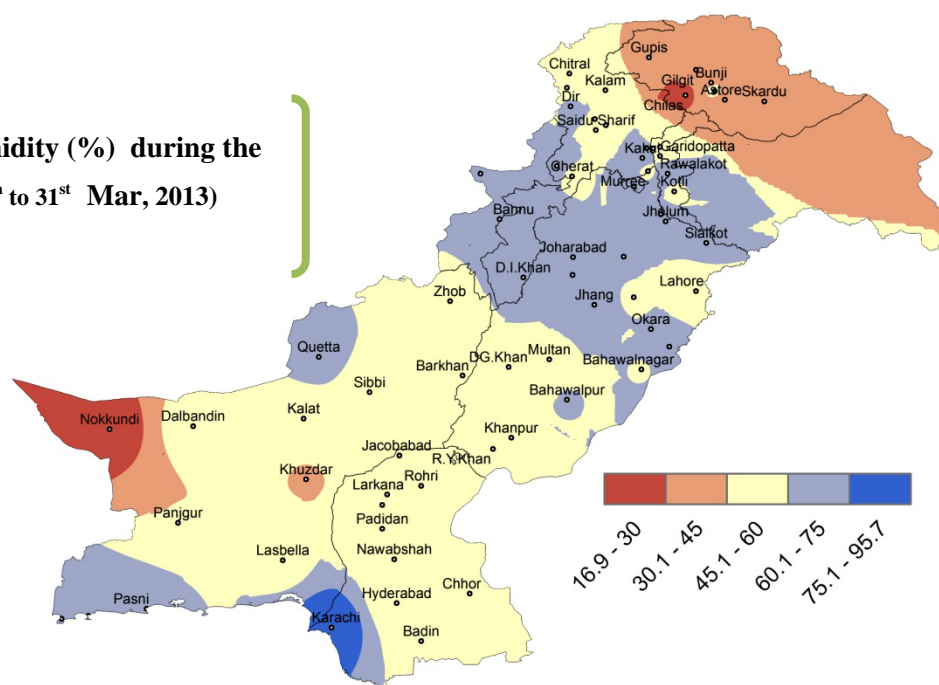 idity (%) during the
to 31st Mar, 2013)
Gupis
Chitral
Kalam
Gilgit
Bunji
Astore
Skardu
Chilas
Dir
Saidu Sharif
Kakul
Garidopatta
Cherat
Rawalakot
Murree
Kotli
Bannu
Jhelum
Sialkot
Joharabad
D.I.Khan
Zhob
Jhang
Lahore
Okara
Quetta
Barkhan
D.G.Khan
Multan
Bahawalnagar
Sibbi
Bahawalpur
Nokkundi
Dalbandin
Kalat
Khanpur
Jacobabad
R.Y.Khan
Khuzdar
Rohri
Larkana
Panjgur
Padidan
Lasbella
Nawabshah
Chhor
Pasni
Hyderabad
Karachi
Badin
16.9 - 30
30.1 - 45
45.1 - 60
60.1 - 75
75.1 - 95.7